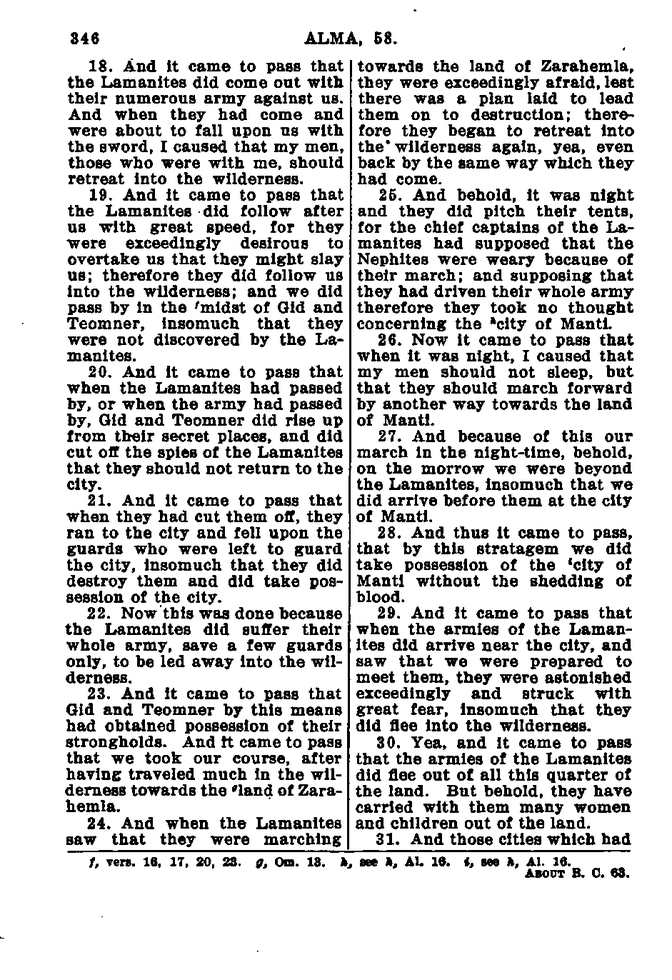 346
ALMA, 58.
18. And it came to pass that
the Lamanites did come out with
their numerous army against us.
And when they had come and
were about to fall upon us with
the sword, I caused that my men,
those who were with me, should
retreat into the wilderness.
19. And it came to pass that
the Lamanites did follow after
us with great speed, for they
were exceedingly desirous to
overtake us that they might slay
us; therefore they did follow us
into the wilderness; and we did
pass by in the fmidst of Gid and
Teomner, insomuch that they
were not discovered by the La-
manites.
20. And it came to pass that
when the Lamanites had passed
by, or when the army had passed
by, Gid and Teomner did rise up
from their secret places, and did
cut off the spies of the Lamanites
that they should not return to the
city.
21. And it came to pass that
when they had cut them off, they
ran to the city and fell upon the
guards who were left to guard
the city, insomuch that they did
destroy them and did take pos-
session of the city.
22. Now this was done because
the Lamanites did suffer their
whole army, save a few guards
only, to be led away into the wil-
derness.
23. And it came to pass that
Gid and Teomner by this means
had obtained possession of their
strongholds. And it came to pass
that we took our course, after
having traveled much in the wil-
derness towards the gland of Zara-
hemla.
24. And when the Lamanites
saw that they were marching
towards the land of Zarahemla,
they were exceedingly afraid, lest
there was a plan laid to lead
them on to destruction; there-
fore they began to retreat into
the wilderness again, yea, even
back by the same way which they
had come.
25. And behold, it was night
and they did pitch their tents,
for the chief captains of the La-
manites had supposed that the
Nephites were weary because of
their march; and supposing that
they had driven their whole army
therefore they took no thought
concerning the hcity of Manti.
26. Now it came to pass that
when it was night, I caused that
my men should not sleep, but
that they should march forward
by another way towards the land
of Manti.
27. And because of this our
march in the night-time, behold,
on the morrow we were beyond
the Lamanites, insomuch that we
did arrive before them at the city
of Manti.
28. And thus it came to pass,
that by this stratagem we did
take possession of the icity of
Manti without the shedding of
blood.
29. And it came to pass that
when the armies of the Laman-
ites did arrive near the city, and
saw that we were prepared to
meet them, they were astonished
exceedingly and struck with
great fear, insomuch that they
did flee into the wilderness.
30. Yea, and it came to pass
that the armies of the Lamanites
did flee out of all this quarter of
the land. But behold, they have
carried with them many women
and children out of the land.
31. And those cities which had
f, vers. 16, 17, 20, 23. g, Om. 13. h, see h, Al. 16. i, see h, Al. 16.
ABOUT B. C. 63.